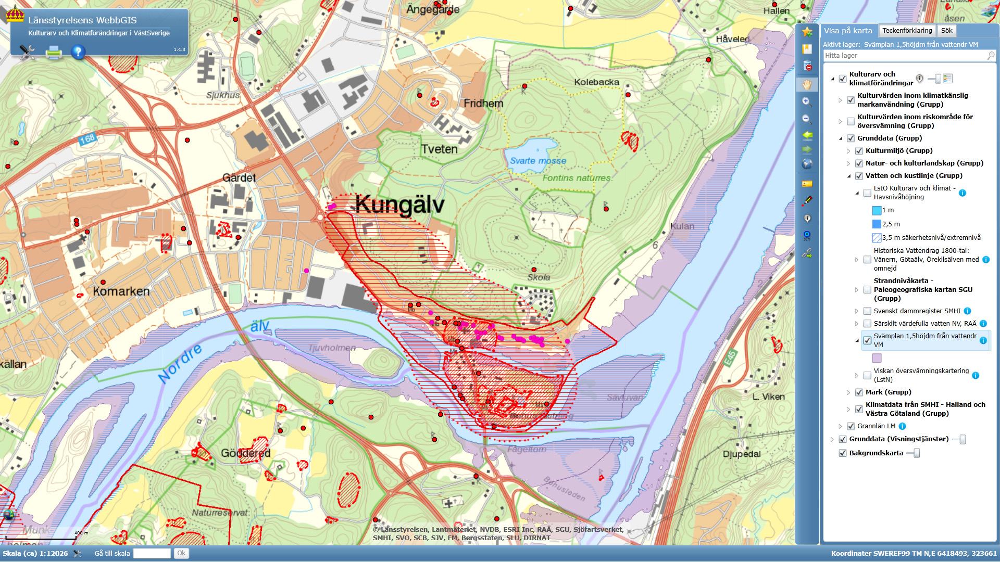 Länsstyrelsens WebbGIS
Kulturarv och Klimatförändringar i VästSverige
1.4.4
Ängegärde
Hallen
åsen
Håveled
Kolebacka
Sjukhus
Fridhem
168
Tveten
Svarte mosse
Fontins naturres.
Gärdet
Kungälv
Kulan
6
Skola
2
Komarken
Mb
Mb
älv
Tjuvholmen
Nordre
källan
E45
Sävtuvan
L. Viken
Ms
Fågeltorn
Göddered
Djupedal
Bohusleden
Naturreservat
Munk
holmen
400 m
© Länsstyrelsen, Lantmäteriet, NVDB, ESRI Inc, RAÄ, SGU, Sjöfartsverket,
SMHI, SVO, SCB, SJV, FM, Bergsstaten, SLU, DIRNAT
Visa på karta
Teckenförklaring
Sök
Aktivt lager: Svämplan 1,5höjdm från vattendr VM
Hitta lager
Kulturarv och
klimatförändringar
Kulturvärden inom klimatkänslig
markanvändning (Grupp)
Kulturvärden inom riskområde för
översvämning (Grupp)
Grunddata (Grupp)
Kulturmiljö (Grupp)
Natur- och kulturlandskap (Grupp)
Vatten och kustlinje (Grupp)
LstO Kulturarv och klimat -
Havsnivåhöjning
1 m
2,5 m
3,5 m säkerhetsnivå/extremnivå
Historiska Vattendrag 1800-tal:
Vänern, Götaälv, Örekilsälven med
omnejd
Strandnivåkarta -
Paleogeografiska kartan SGU
(Grupp)
Svenskt dammregister SMHI
Särskilt värdefulla vatten NV, RAÄ
Svämplan 1,5höjdm från vattendr
VM
Viskan översvämningskartering
(LstN)
Mark (Grupp)
Klimatdata från SMHI - Halland och
Västra Götaland (Grupp)
Grannlän LM
Grunddata (Visningstjänster)
Bakgrundskarta
Skala (ca) 1:12026
Gå till skala
Ok
Koordinater SWEREF99 TM N,E 6418493, 323661